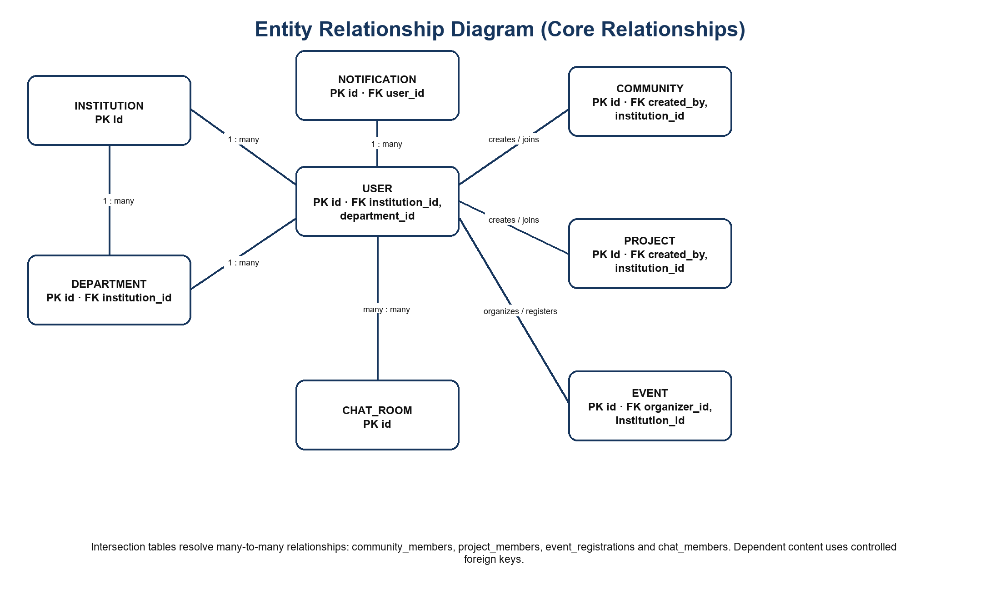 Entity Relationship Diagram (Core Relationships)
NOTIFICATION
PK id · FK user_id
COMMUNITY
PK id · FK created_by,
institution_id
INSTITUTION
PK id
1 : many
1 : many
creates / joins
USER
PK id · FK institution_id,
department_id
1 : many
creates / joins
PROJECT
PK id · FK created_by,
institution_id
1 : many
DEPARTMENT
PK id · FK institution_id
many : many
organizes / registers
EVENT
PK id · FK organizer_id,
institution_id
CHAT_ROOM
PK id
Intersection tables resolve many-to-many relationships: community_members, project_members, event_registrations and chat_members. Dependent content uses controlled
foreign keys.